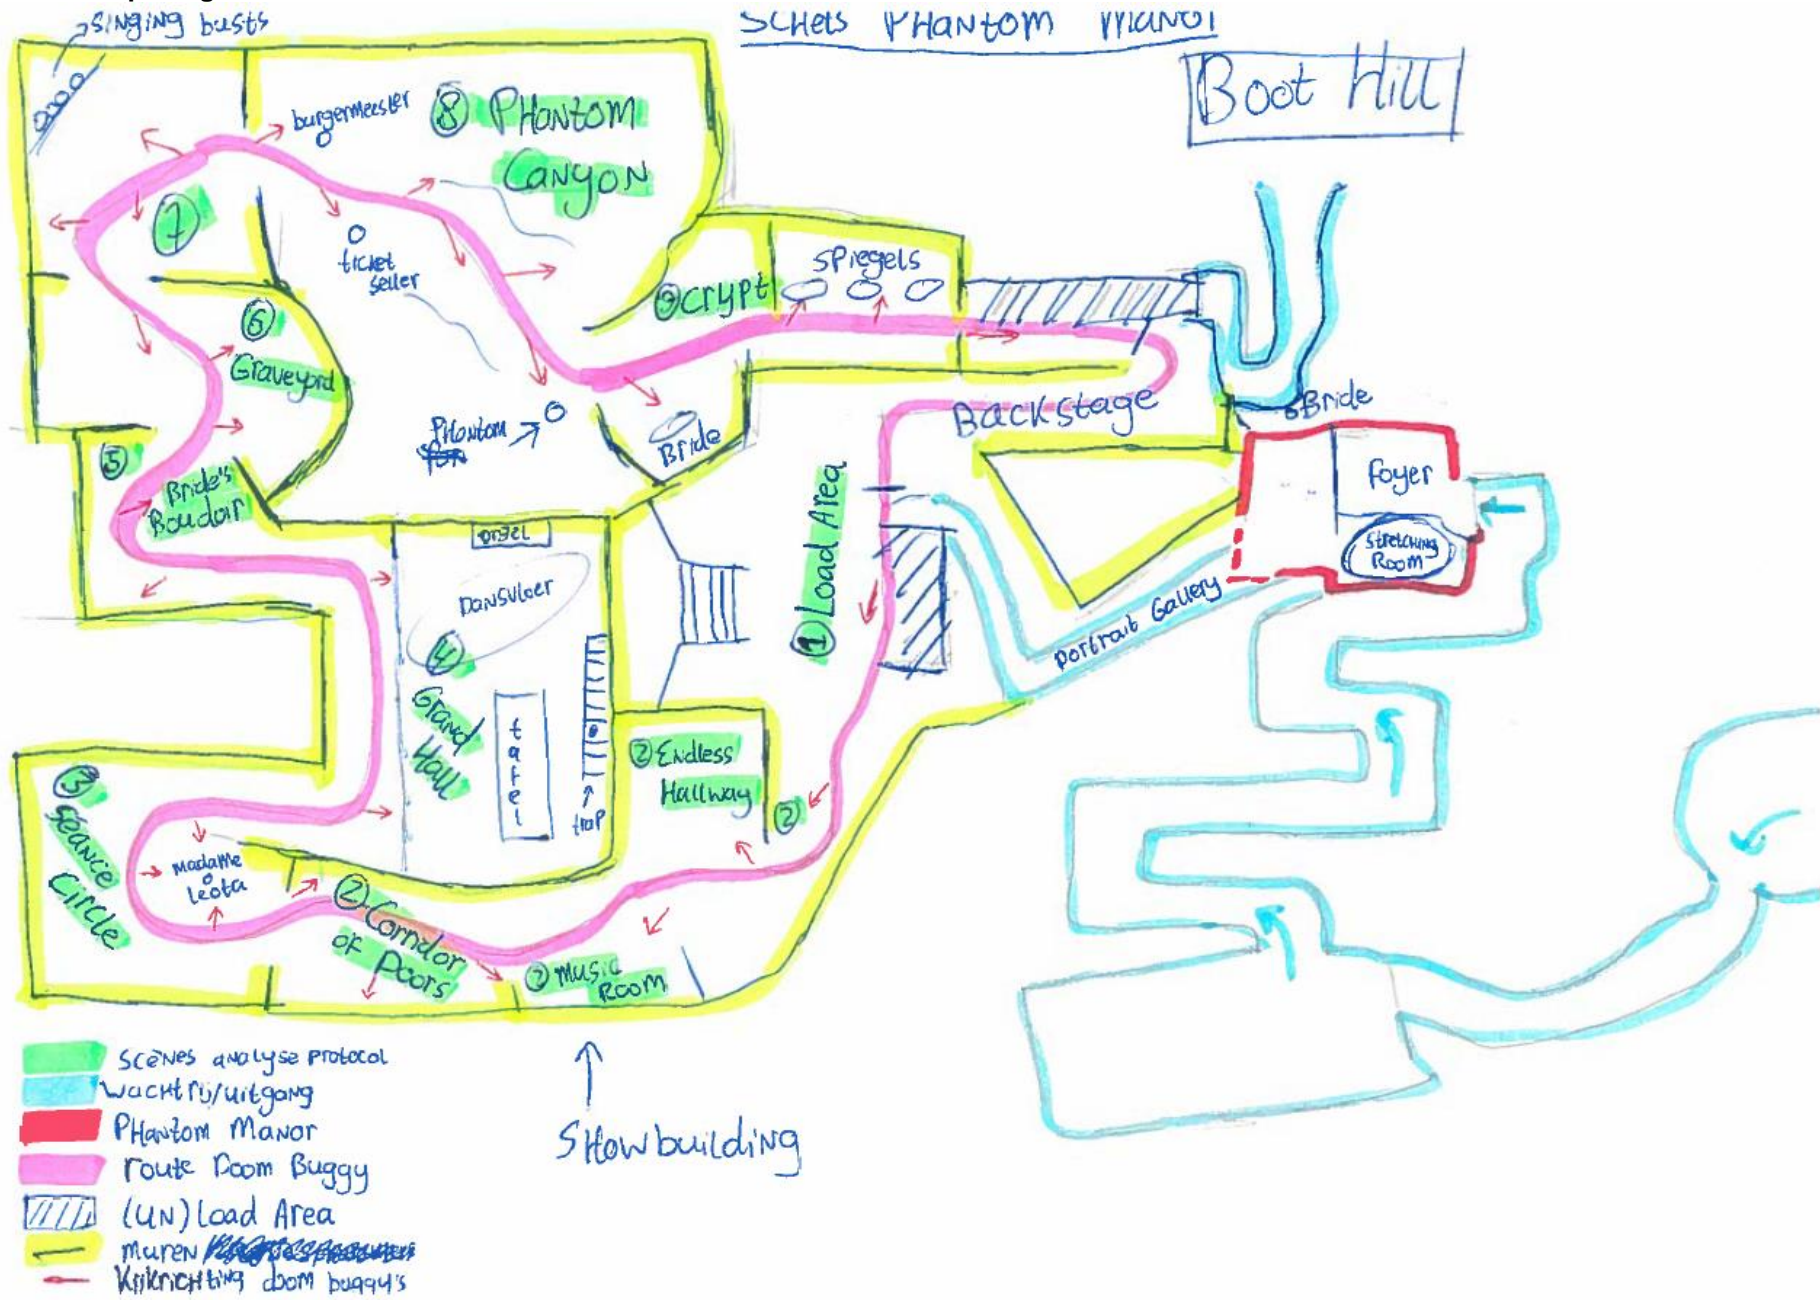 singing busts
SCHets PHantom Manor
Boot Hill
burgermeester
⑧ PHantom
Canyon
⑦
ticket
seller
⑨ crypt
SPiegels
⑥
Graveyard
Phantom
Bride
Backstage
Bride
Foyer
Stretching
Room
⑤
Bride's
Boudoir
orgel
Dansvloer
① Load Area
Portrait Gallery
④
Grand
Hall
tafel
trap
② Endless
Hallway
②
③
Seance
Circle
Madame
Leota
② Corridor
of Doors
② Music
Room
Scènes analyse protocol
wachtrij/uitgang
PHantom Manor
route Doom Buggy
(UN)Load Area
muren
Kijkrichting doom buggy's
SHowbuilding